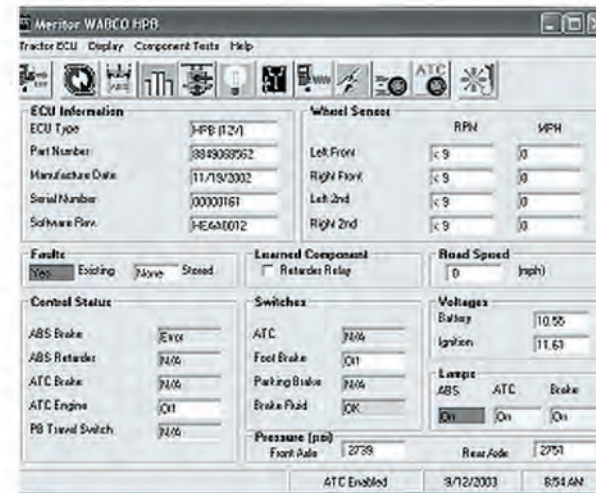 Meritor WABCO HPB
Tractor ECU Display Component Tests Help
ATC
ECU Information
ECU Type HPB (12V)
Part Number
Manufacture Date 11/19/2002
Serial Number 00000161
Software Rev.
Wheel Sensor
RPM MPH
Left Front < 9 0
Right Front < 9 0
Left 2nd < 9 0
Right 2nd < 9 0
Faults
Yes Existing None Stored
Learned Component
Retarder Relay
Road Speed
0 (mph)
Control Status
ABS Brake Error
ABS Retarder N/A
ATC Brake N/A
ATC Engine
PB Travel Switch N/A
Switches
ATC N/A
Foot Brake
Parking Brake N/A
Brake Fluid OK
Voltages
Battery 10.55
Ignition 11.61
Lamps
ABS ATC Brake
On On On
Pressure (psi)
Front Axle 2739 Rear Axle 2751
ATC Enabled 9/12/2003 8:54 AM